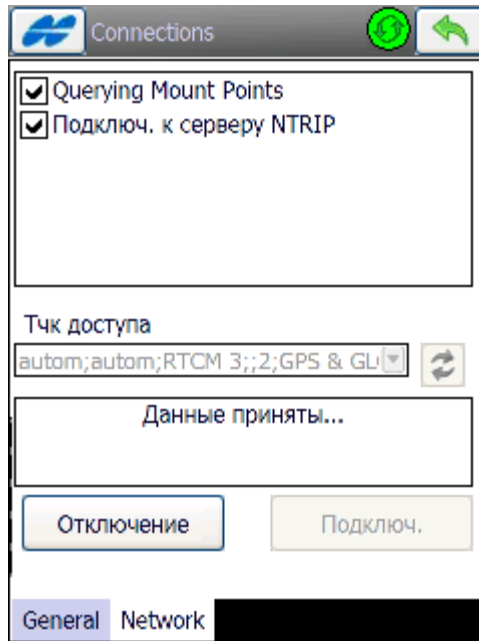 Connections
Querying Mount Points
Подключ. к серверу NTRIP
Тчк доступа
autom;autom;RTCM 3;;2;GPS & GL
Данные приняты...
Отключение
Подключ.
General
Network